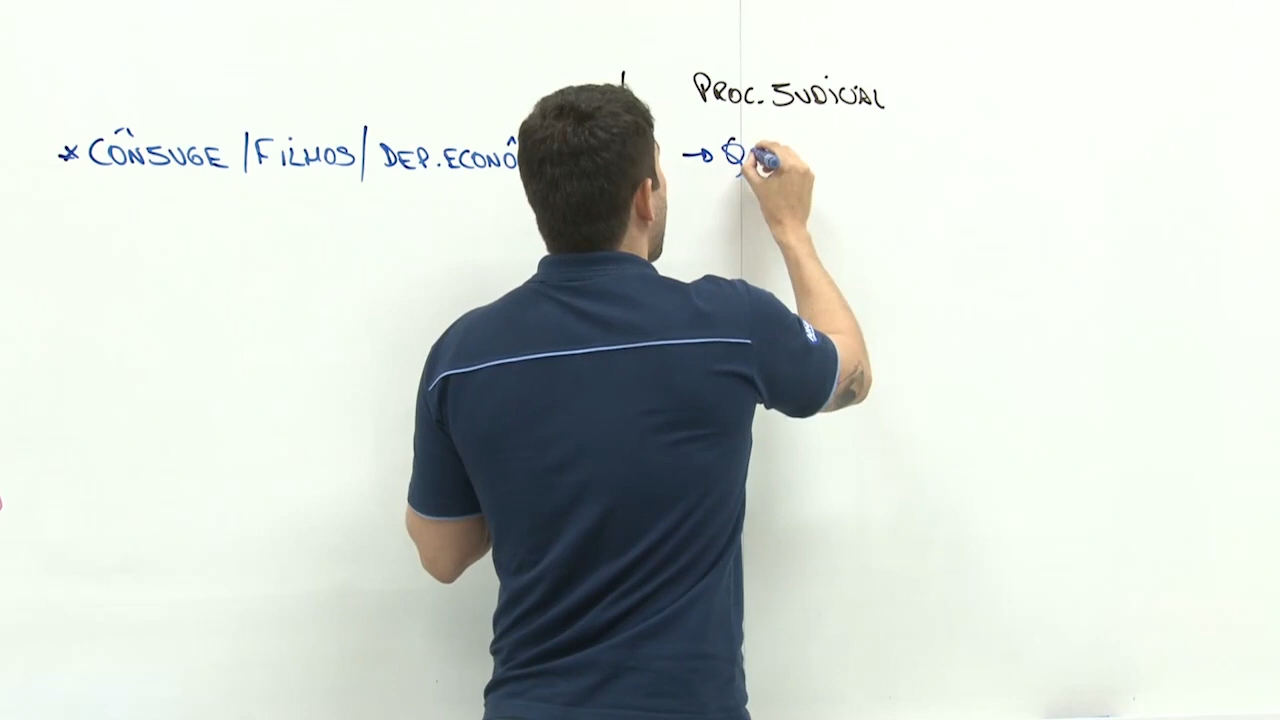 PROC. JUDICIAL
* CÔNJUGE / FILHOS / DEP. ECONÔ → Q